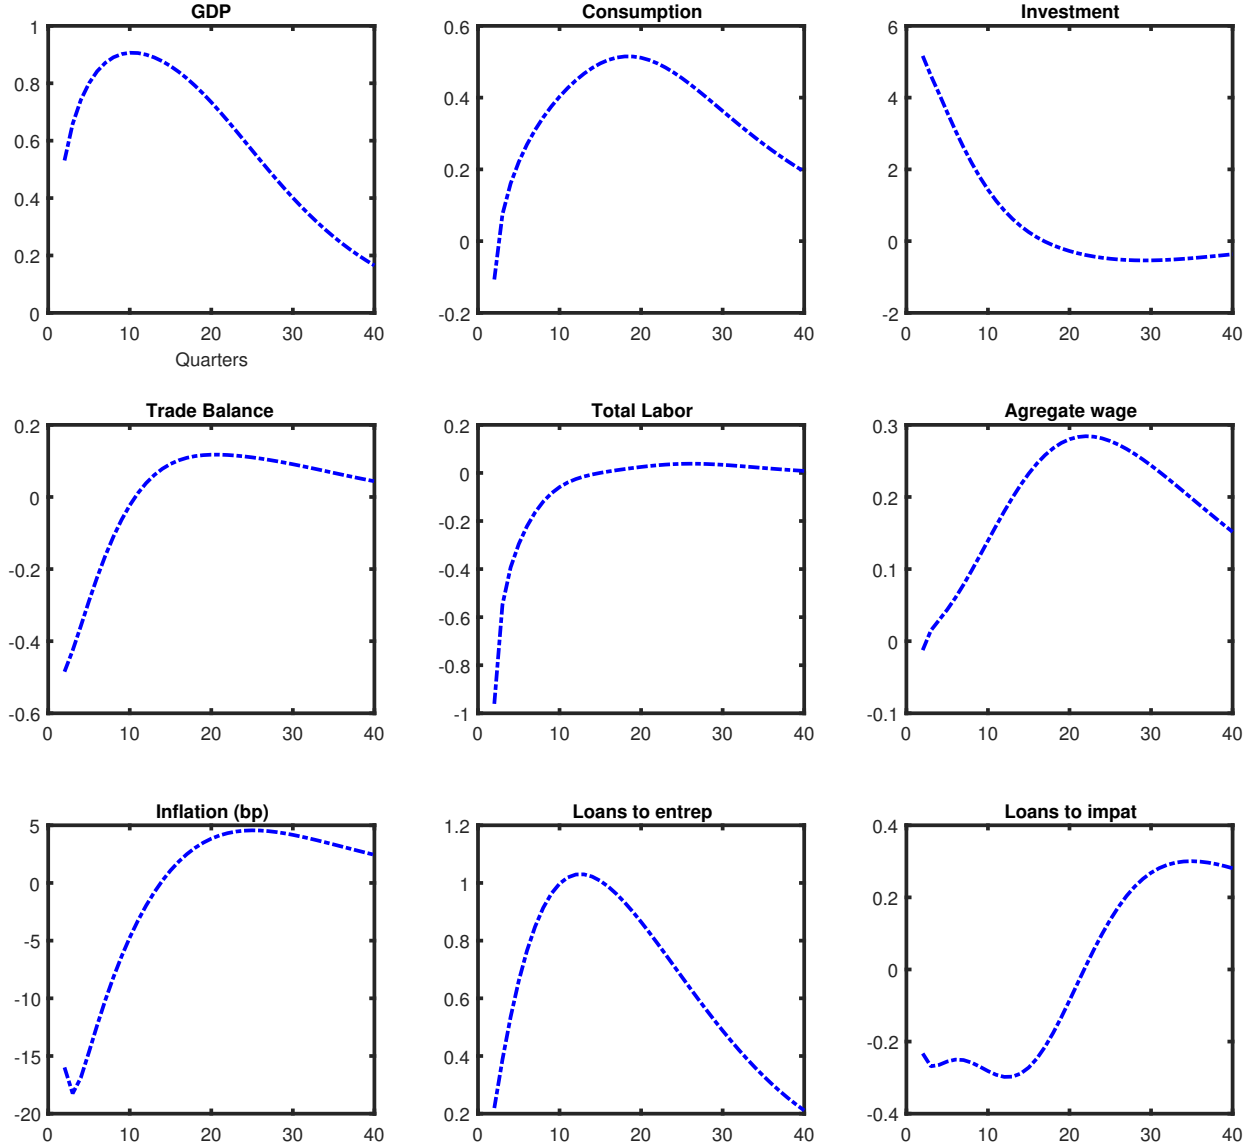 GDP
1
0.8
0.6
0.4
0.2
0
0 10 20 30 40
Quarters
Consumption
0.6
0.4
0.2
0
-0.2
0 10 20 30 40
Investment
6
4
2
0
-2
0 10 20 30 40
Trade Balance
0.2
0
-0.2
-0.4
-0.6
0 10 20 30 40
Total Labor
0.2
0
-0.2
-0.4
-0.6
-0.8
-1
0 10 20 30 40
Agregate wage
0.3
0.2
0.1
0
-0.1
0 10 20 30 40
Inflation (bp)
5
0
-5
-10
-15
-20
0 10 20 30 40
Loans to entrep
1.2
1
0.8
0.6
0.4
0.2
0 10 20 30 40
Loans to impat
0.4
0.2
0
-0.2
-0.4
0 10 20 30 40